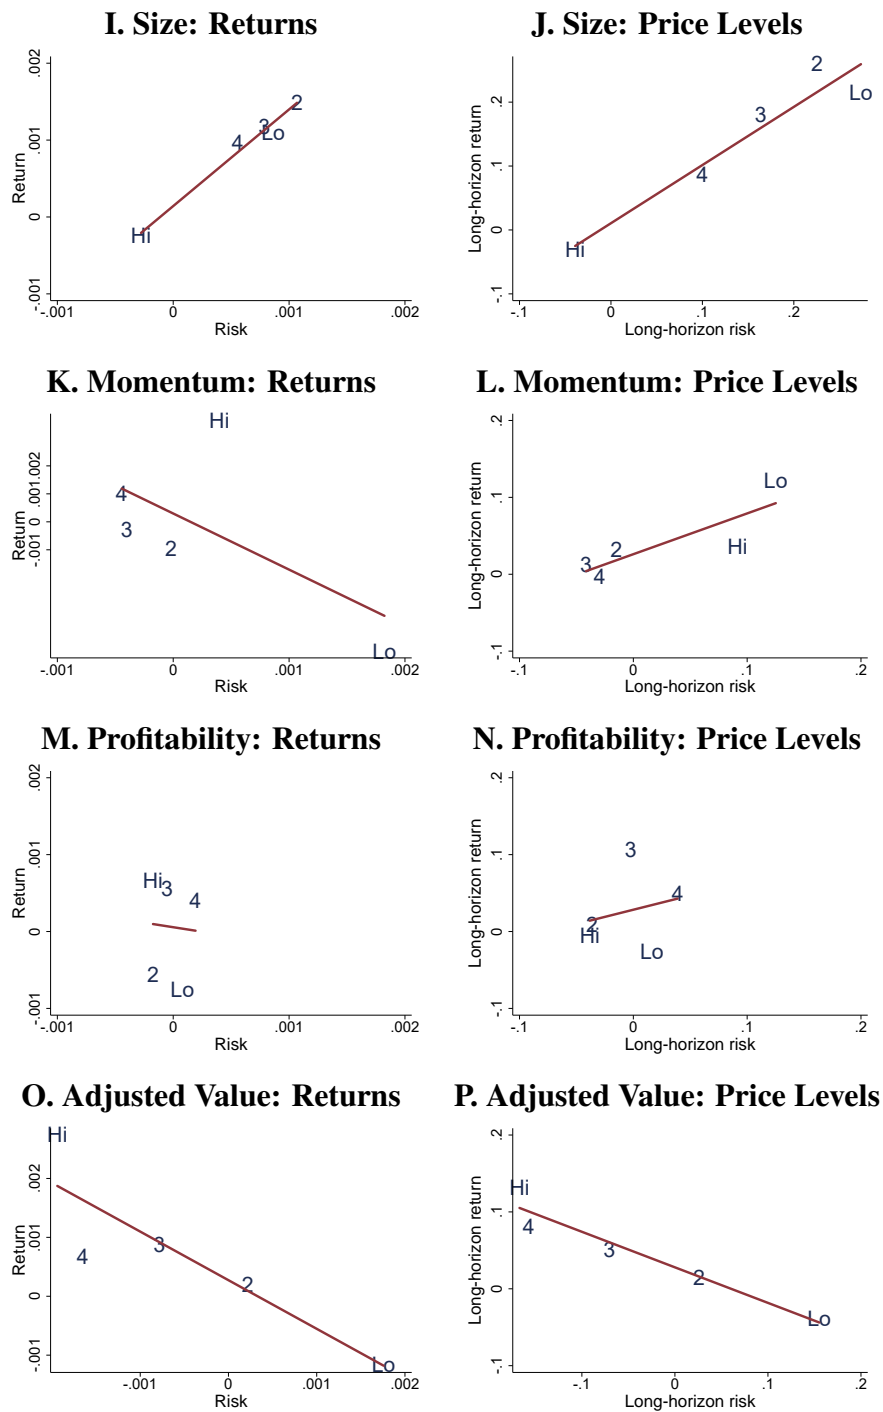 I. Size: Returns
J. Size: Price Levels
Return
.002
.001
0
-.001
Hi
4
3
Lo
2
-.001 0 .001 .002
Risk
Long-horizon return
.2
.1
0
-.1
Hi
4
3
2
Lo
-.1 0 .1 .2
Long-horizon risk
K. Momentum: Returns
L. Momentum: Price Levels
Return
.002
.001
0
-.001
Hi
4
3
2
Lo
-.001 0 .001 .002
Risk
Long-horizon return
.2
.1
0
-.1
Lo
Hi
2
3
4
-.1 0 .1 .2
Long-horizon risk
M. Profitability: Returns
N. Profitability: Price Levels
Return
.002
.001
0
-.001
Hi
3
4
2
Lo
-.001 0 .001 .002
Risk
Long-horizon return
.2
.1
0
-.1
3
4
2
Hi
Lo
-.1 0 .1 .2
Long-horizon risk
O. Adjusted Value: Returns
P. Adjusted Value: Price Levels
Return
.002
.001
0
-.001
Hi
4
3
2
Lo
-.001 0 .001 .002
Risk
Long-horizon return
.2
.1
0
-.1
Hi
4
3
2
Lo
-.1 0 .1 .2
Long-horizon risk